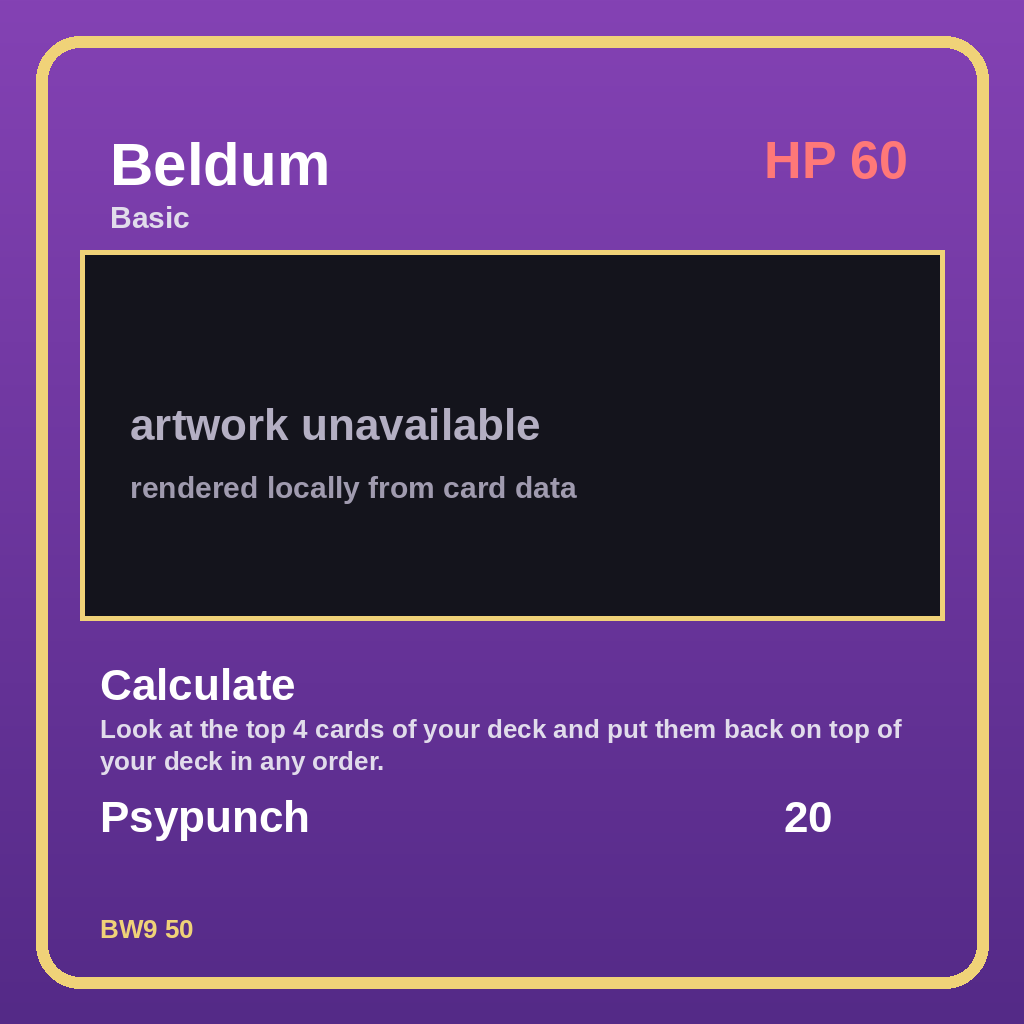 Beldum
HP 60
Basic
artwork unavailable
rendered locally from card data
Calculate
Look at the top 4 cards of your deck and put them back on top of
your deck in any order.
Psypunch
20
BW9 50